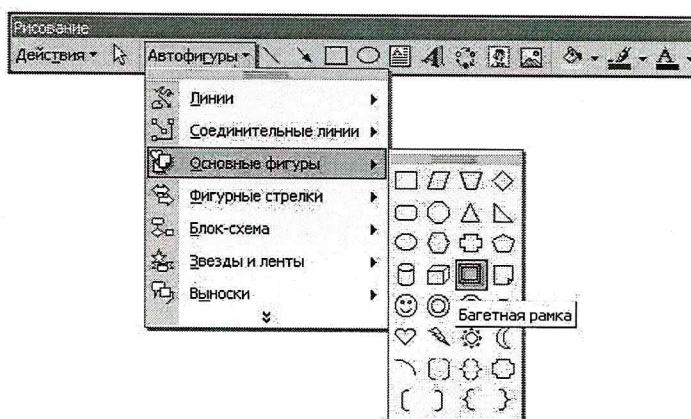 Рисование
Действия Автофигуры
Линии
Соединительные линии
Основные фигуры
Фигурные стрелки
Блок-схема
Звезды и ленты
Выноски
Багетная рамка